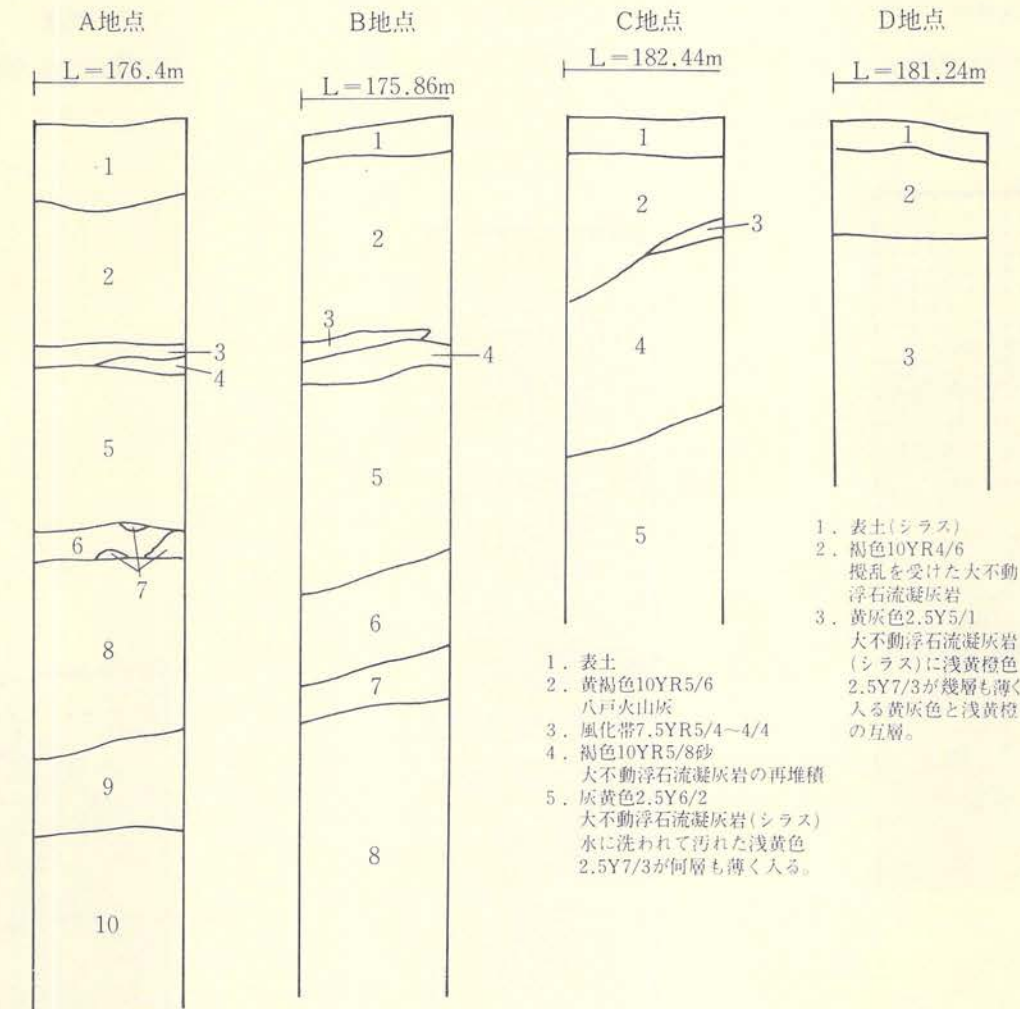 A地点
L=176.4m
1
2
3
4
5
6
7
8
9
10
B地点
L=175.86m
1
2
3
4
5
6
7
8
C地点
L=182.44m
1
2
3
4
5
1. 表土
2. 黄褐色10YR5/6
八戸火山灰
3. 風化帯7.5YR5/4~4/4
4. 褐色10YR5/8砂
大不動浮石流凝灰岩の再堆積
5. 灰黄色2.5Y6/2
大不動浮石流凝灰岩(シラス)
水に洗われて汚れた浅黄色
2.5Y7/3が何層も薄く入る。
D地点
L=181.24m
1
2
3
1. 表土(シラス)
2. 褐色10YR4/6
攪乱を受けた大不動
浮石流凝灰岩
3. 黄灰色2.5Y5/1
大不動浮石流凝灰岩
(シラス)に浅黄橙色
2.5Y7/3が幾層も薄く
入る黄灰色と浅黄橙
の互層。